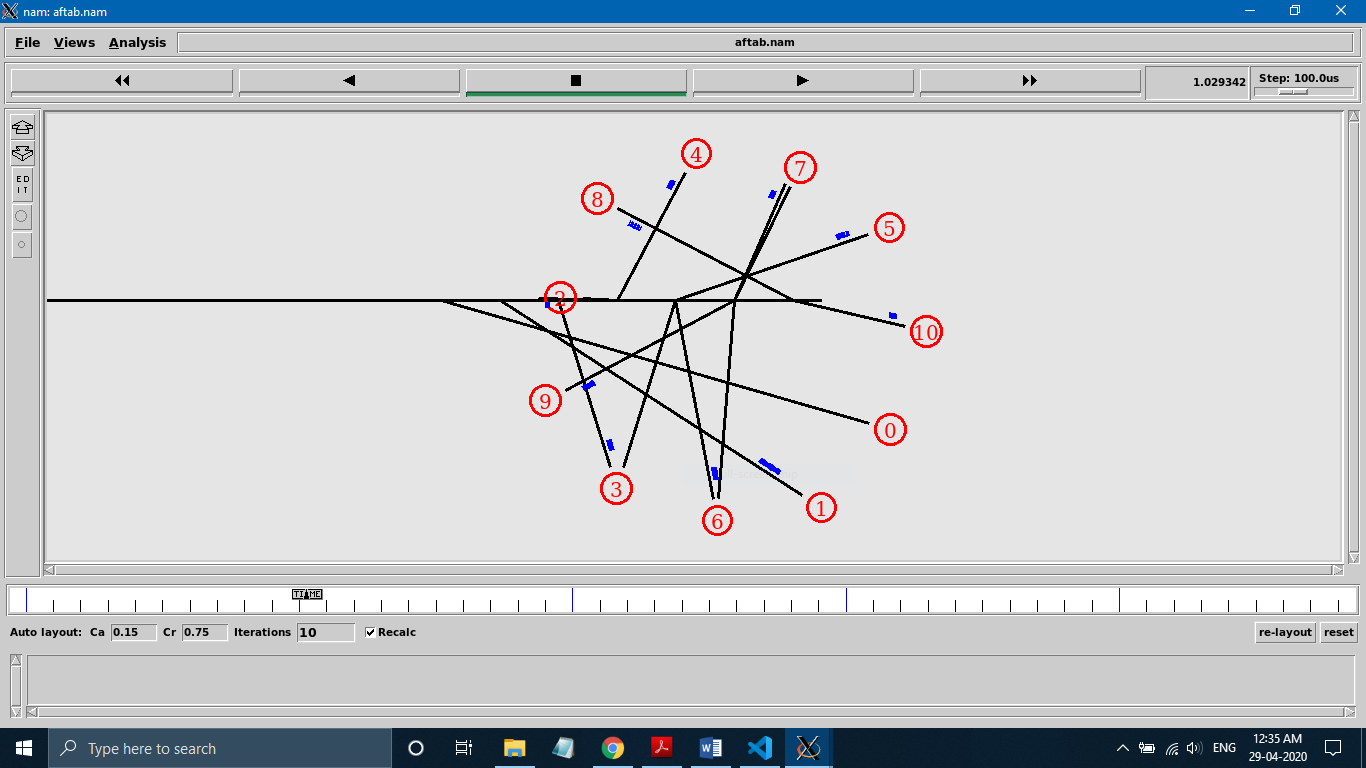 nam: aftab.nam
File Views Analysis aftab.nam
1.029342 Step: 100.0us
4
7
8
5
ED
IT
2
10
9
0
3
1
6
TIME
Auto layout: Ca 0.15 Cr 0.75 Iterations 10 Recalc re-layout reset
Type here to search
ENG
12:35 AM
29-04-2020